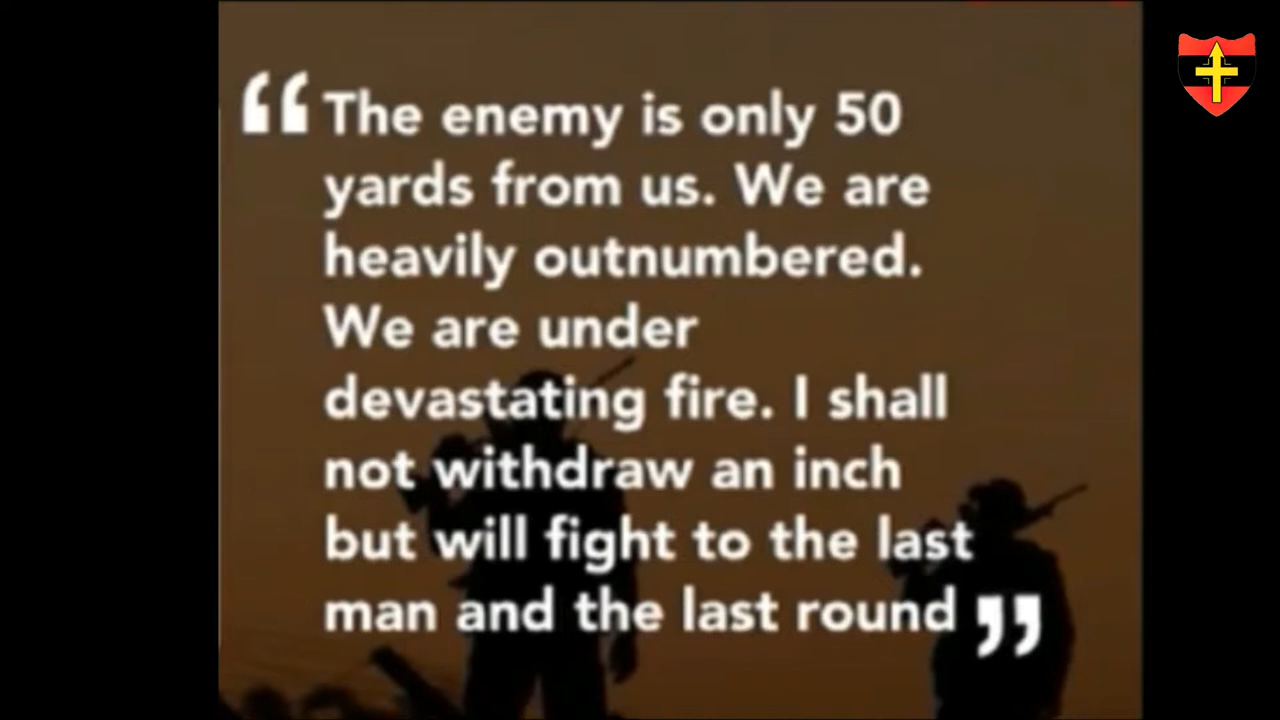 “The enemy is only 50
yards from us. We are
heavily outnumbered.
We are under
devastating fire. I shall
not withdraw an inch
but will fight to the last
man and the last round”